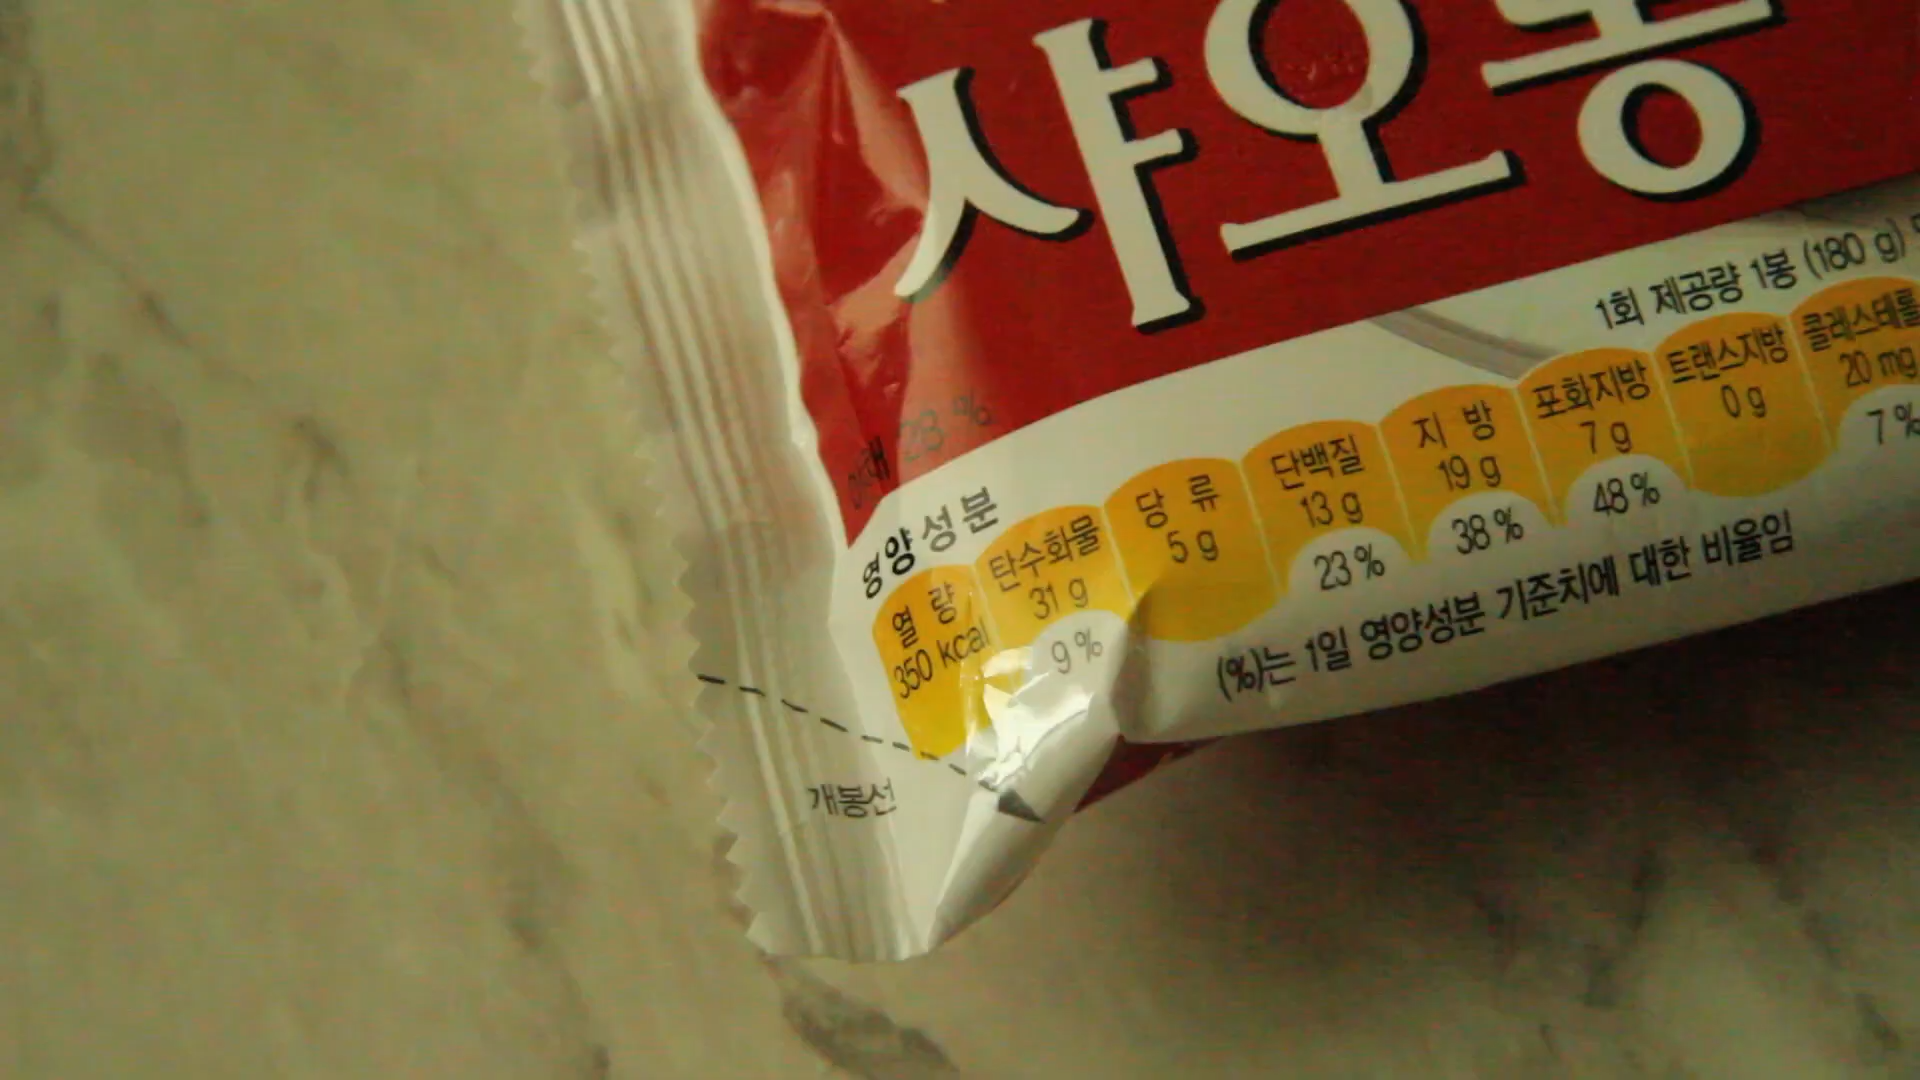 샤오롱
1회 제공량 1봉 (180 g)
28 %
영양성분
열 량 350 kcal
탄수화물 31 g 9 %
당 류 5 g
단백질 13 g 23 %
지 방 19 g 38 %
포화지방 7 g 48 %
트랜스지방 0 g
콜레스테롤 20 mg 7 %
(%)는 1일 영양성분 기준치에 대한 비율임
개봉선